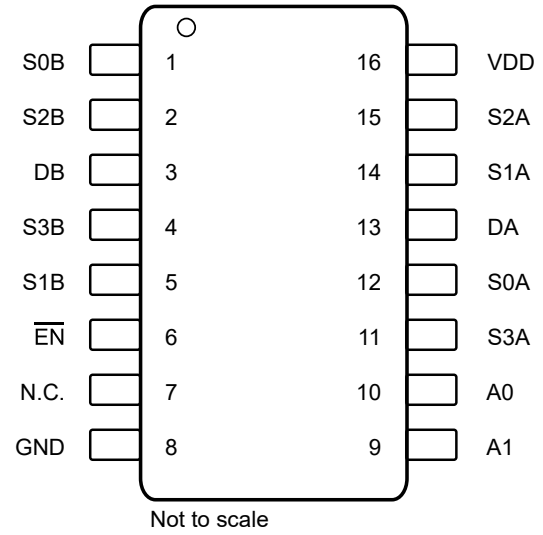 S0B 1 16 VDD
S2B 2 15 S2A
DB 3 14 S1A
S3B 4 13 DA
S1B 5 12 S0A
EN 6 11 S3A
N.C. 7 10 A0
GND 8 9 A1
Not to scale